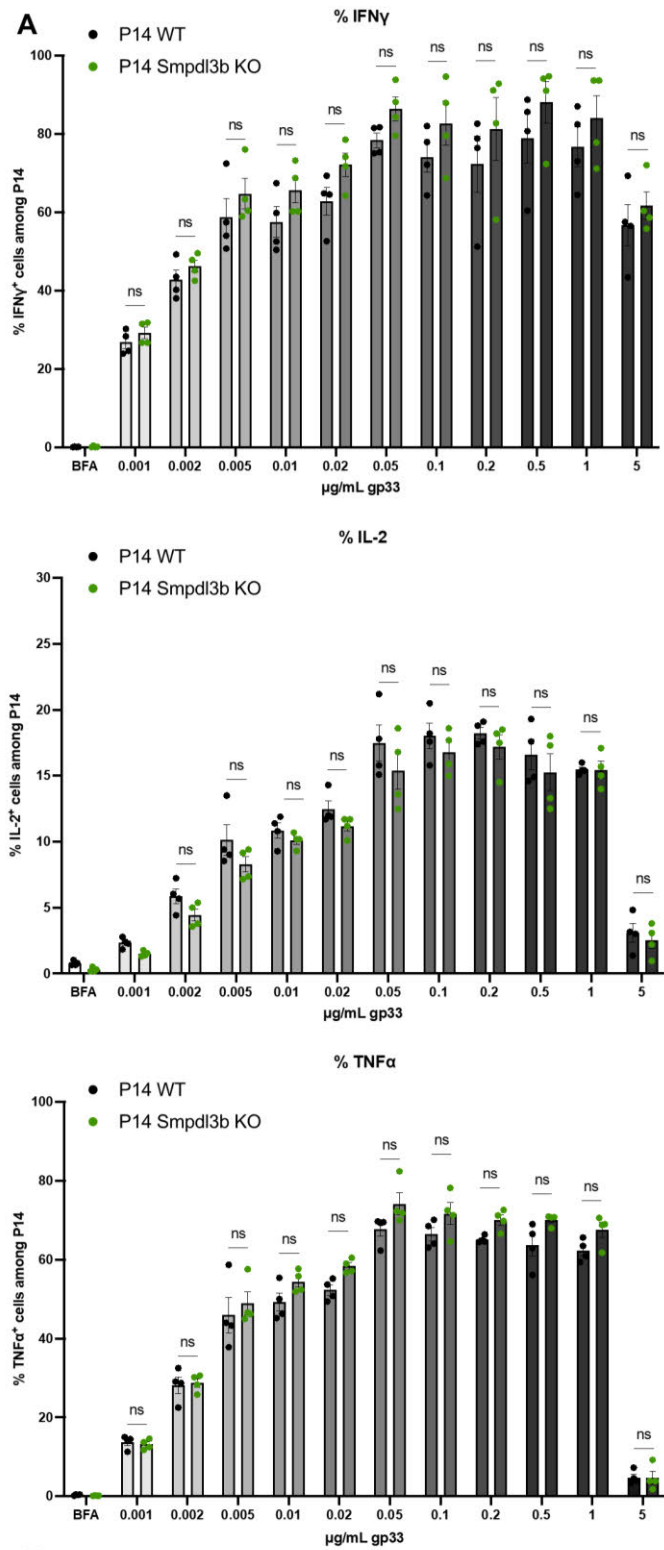 A
% IFNγ
P14 WT
P14 Smpdl3b KO
% IFNγ⁺ cells among P14
100
80
60
40
20
0
ns ns ns ns ns ns ns ns ns ns ns
BFA 0.001 0.002 0.005 0.01 0.02 0.05 0.1 0.2 0.5 1 5
µg/mL gp33
% IL-2
P14 WT
P14 Smpdl3b KO
% IL-2⁺ cells among P14
30
25
20
15
10
5
0
ns ns ns ns ns ns ns ns ns ns
BFA 0.001 0.002 0.005 0.01 0.02 0.05 0.1 0.2 0.5 1 5
µg/mL gp33
% TNFα
P14 WT
P14 Smpdl3b KO
% TNFα⁺ cells among P14
100
80
60
40
20
0
ns ns ns ns ns ns ns ns ns ns ns
BFA 0.001 0.002 0.005 0.01 0.02 0.05 0.1 0.2 0.5 1 5
µg/mL gp33